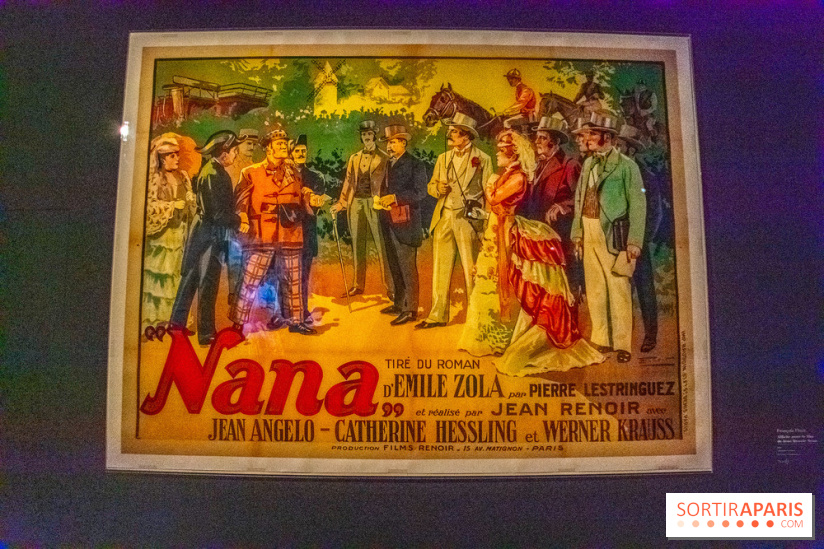 "Nana"
TIRÉ DU ROMAN
D'EMILE ZOLA par PIERRE LESTRINGUEZ
et réalisé par JEAN RENOIR avec
JEAN ANGELO - CATHERINE HESSLING et WERNER KRAUSS
PRODUCTION FILMS RENOIR, 15 AV. MATIGNON - PARIS
SORTIRAPARIS
.COM